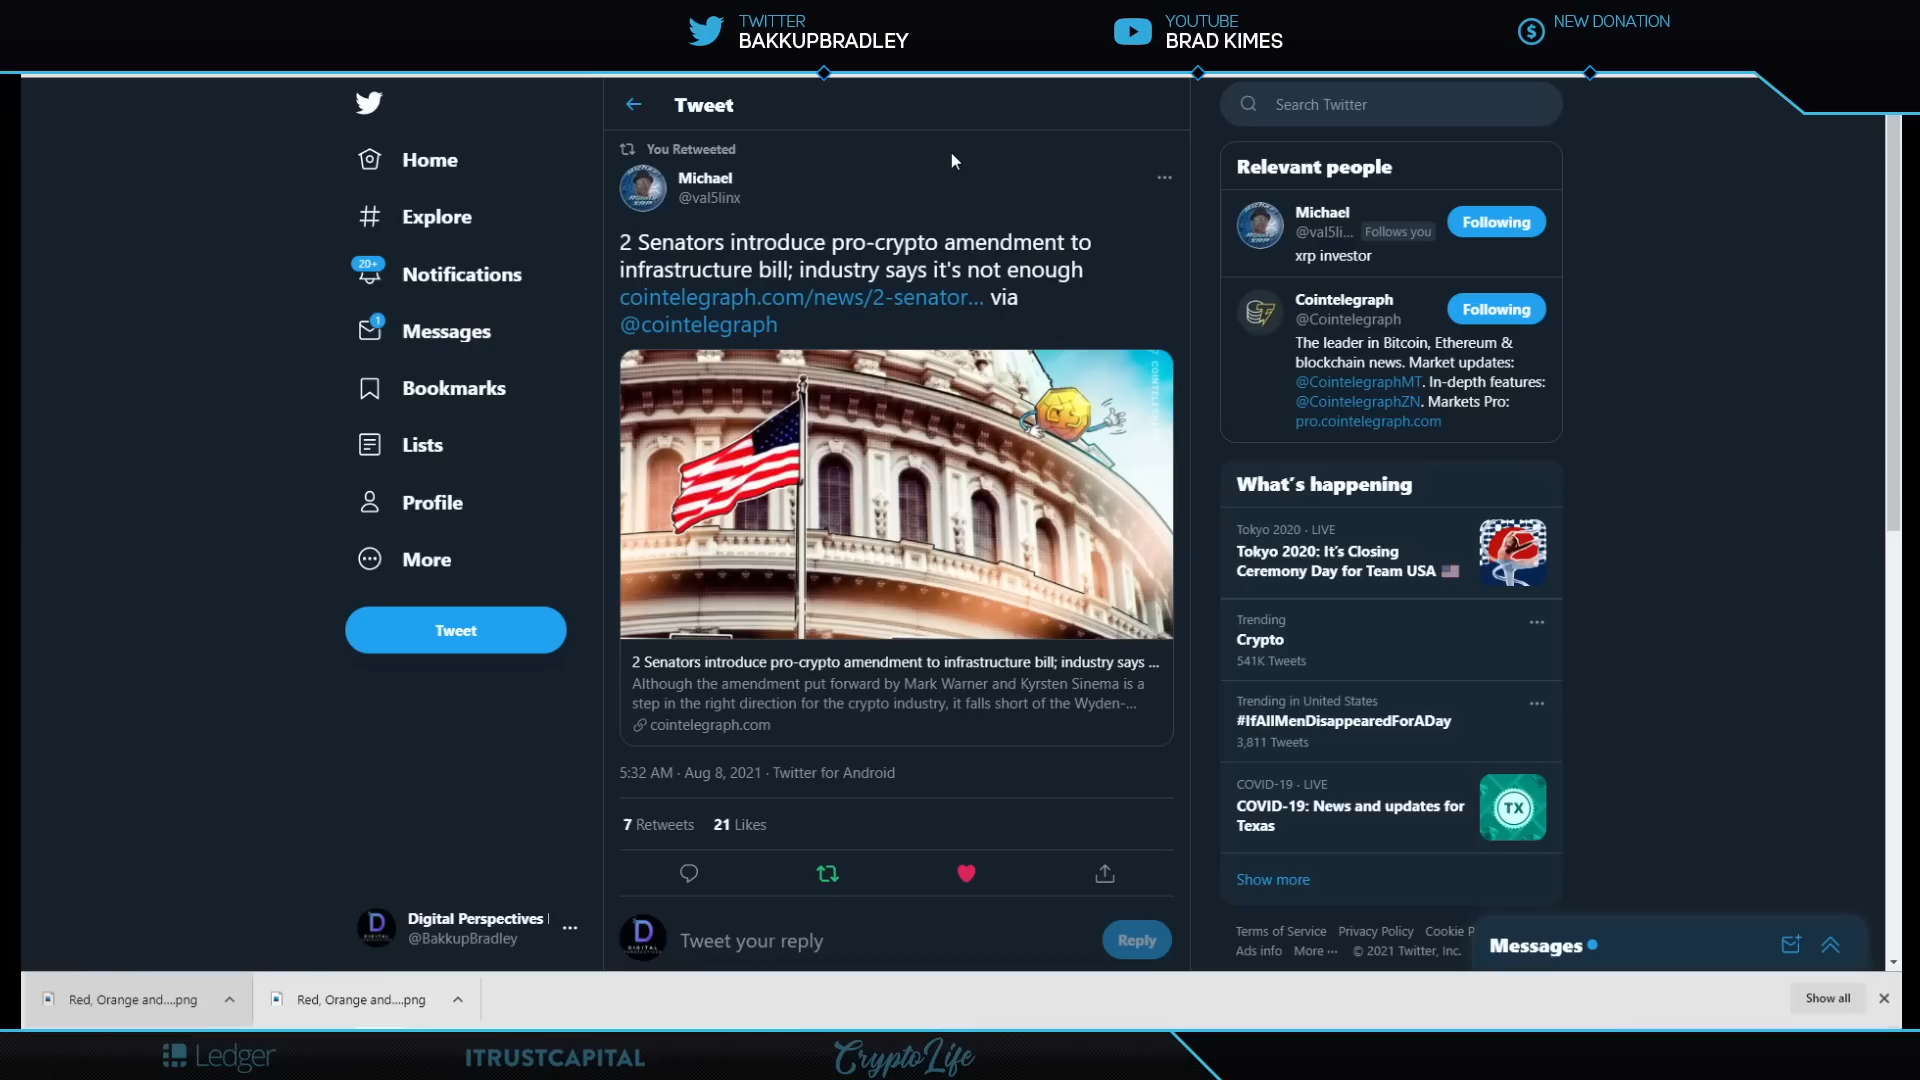 TWITTER
BAKKUPBRADLEY
YOUTUBE
BRAD KIMES
NEW DONATION
Home
Explore
20+
Notifications
1
Messages
Bookmarks
Lists
Profile
More
Tweet
Digital Perspectives
@BakkupBradley
Tweet
You Retweeted
Michael
@val5linx
2 Senators introduce pro-crypto amendment to
infrastructure bill; industry says it's not enough
cointelegraph.com/news/2-senator... via
@cointelegraph
COINTELEGRAPH
2 Senators introduce pro-crypto amendment to infrastructure bill; industry says ...
Although the amendment put forward by Mark Warner and Kyrsten Sinema is a
step in the right direction for the crypto industry, it falls short of the Wyden-...
cointelegraph.com
5:32 AM · Aug 8, 2021 · Twitter for Android
7 Retweets 21 Likes
D
Tweet your reply
Reply
Search Twitter
Relevant people
Michael
@val5li... Follows you
Following
xrp investor
Cointelegraph
@Cointelegraph
Following
The leader in Bitcoin, Ethereum &
blockchain news. Market updates:
@CointelegraphMT. In-depth features:
@CointelegraphZN. Markets Pro:
pro.cointelegraph.com
What's happening
Tokyo 2020 · LIVE
Tokyo 2020: It's Closing
Ceremony Day for Team USA
Trending
Crypto
541K Tweets
Trending in United States
#IfAllMenDisappearedForADay
3,811 Tweets
COVID-19 · LIVE
COVID-19: News and updates for
Texas
TX
Show more
Terms of Service Privacy Policy Cookie P
Ads info More ··· © 2021 Twitter, Inc.
Messages
Red, Orange and....png
Red, Orange and....png
Show all
Ledger
ITRUSTCAPITAL
CryptoLife